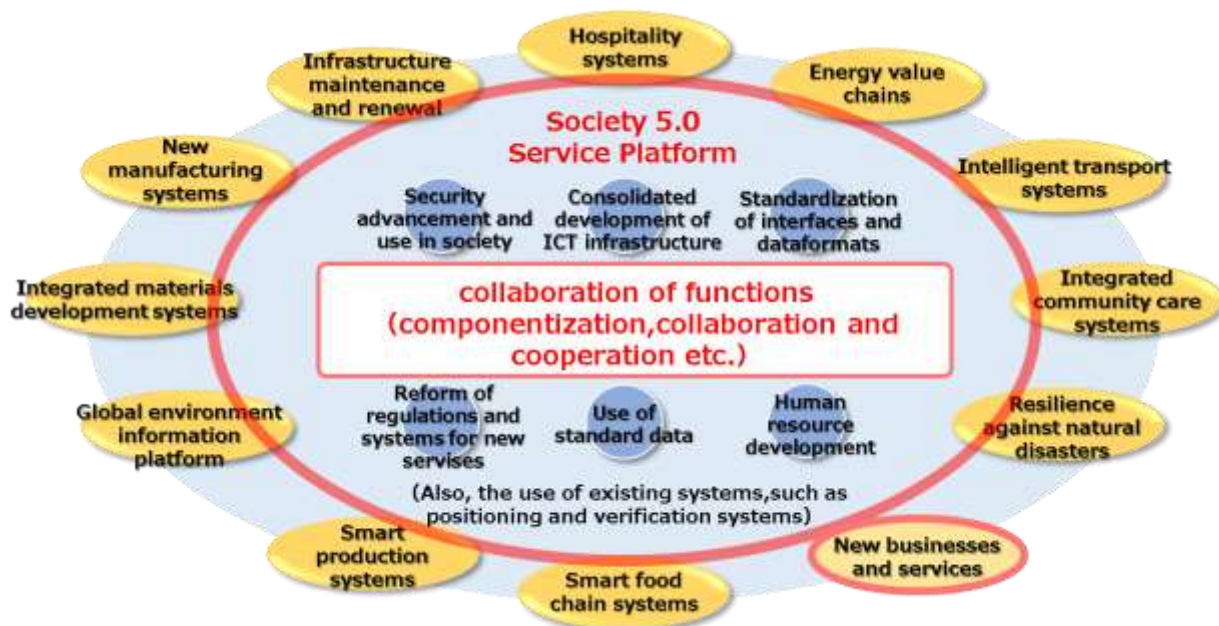 Hospitality
systems
Infrastructure
maintenance
and renewal
Energy value
chains
New
manufacturing
systems
Society 5.0
Service Platform
Intelligent transport
systems
Security
advancement and
use in society
Consolidated
development of
ICT infrastructure
Standardization
of interfaces and
dataformats
Integrated materials
development systems
collaboration of functions
(componentization,collaboration and
cooperation etc.)
Integrated
community care
systems
Global environment
information
platform
Reform of
regulations and
systems for new
servises
Use of
standard data
Human
resource
development
Resilience
against natural
disasters
(Also, the use of existing systems,such as
positioning and verification systems)
Smart
production
systems
Smart food
chain systems
New businesses
and services